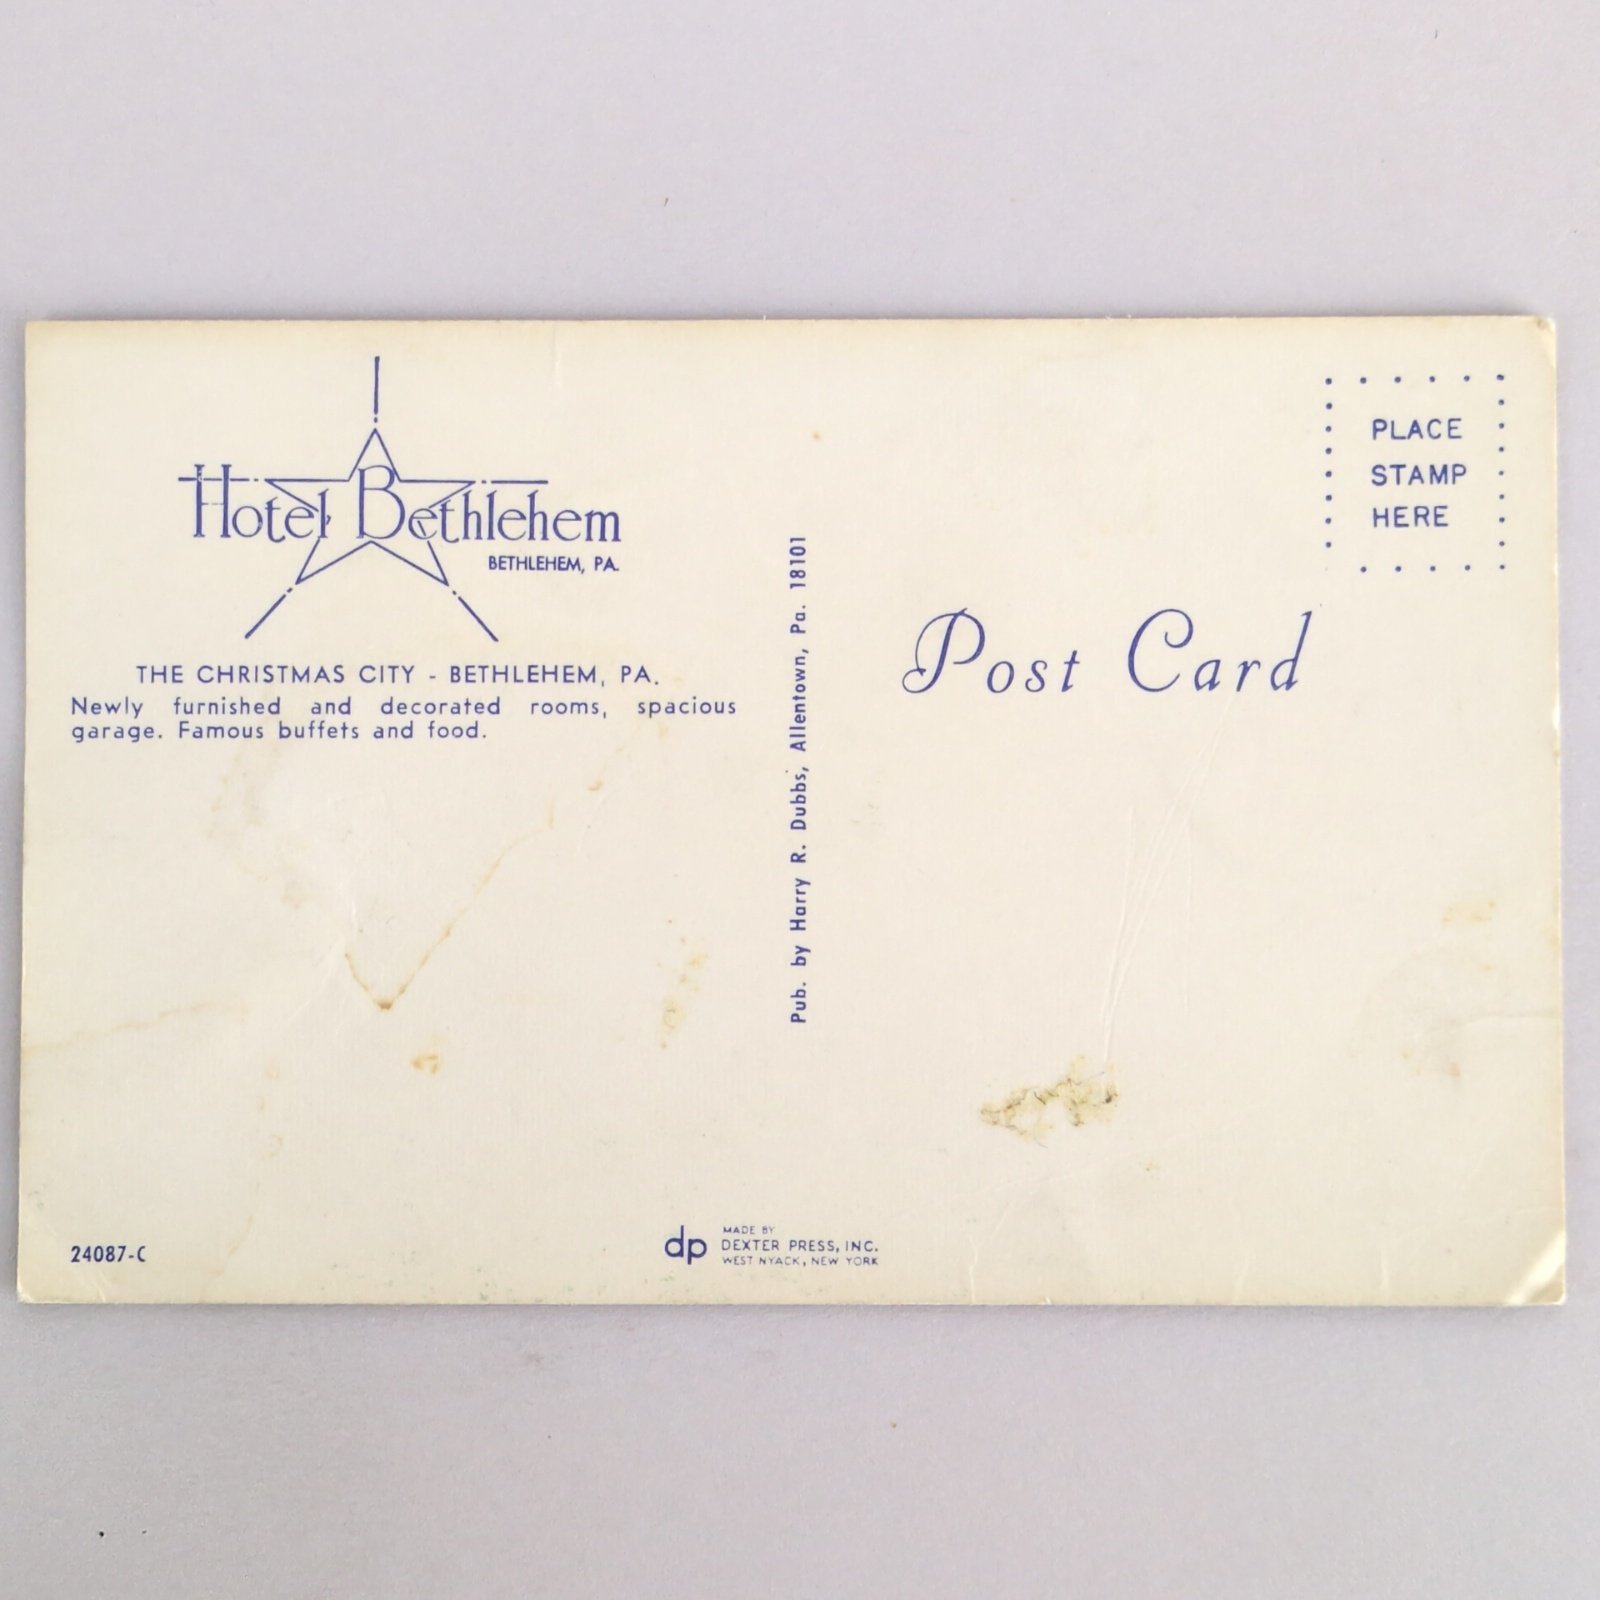 Hotel Bethlehem
BETHLEHEM, PA.
THE CHRISTMAS CITY - BETHLEHEM, PA.
Newly furnished and decorated rooms, spacious
garage. Famous buffets and food.
24087-C
Pub. by Harry R. Dubbs, Allentown, Pa. 18101
dp
MADE BY
DEXTER PRESS, INC.
WEST NYACK, NEW YORK
PLACE
STAMP
HERE
Post Card